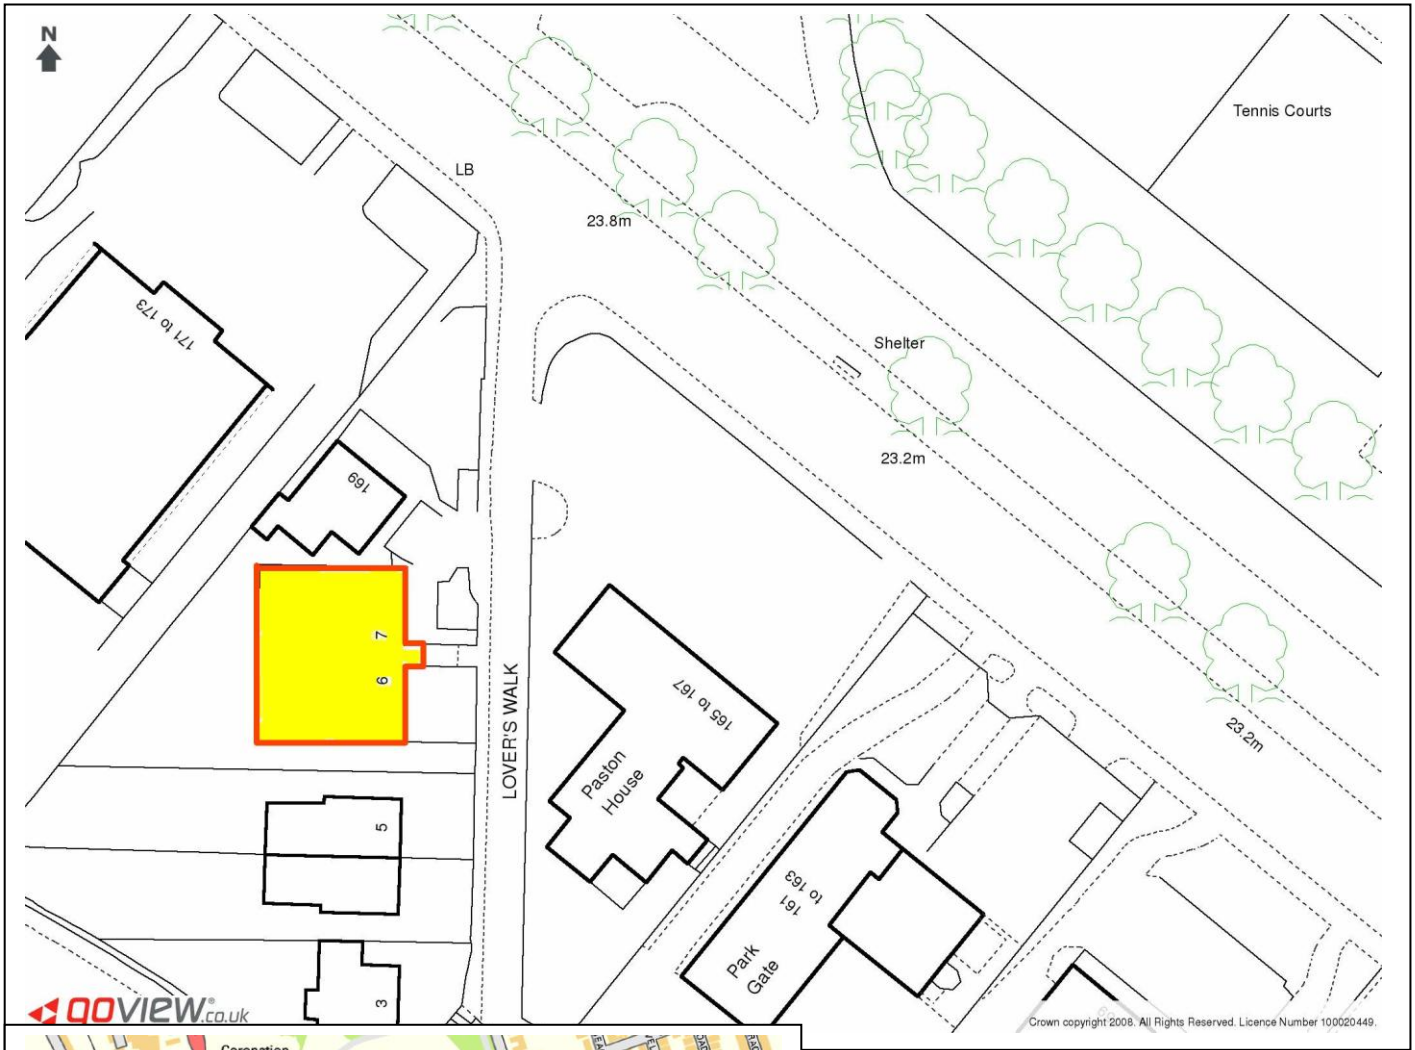 N
Tennis Courts
LB
23.8m
171 to 173
Shelter
169
23.2m
7
6
LOVER'S WALK
165 to 167
23.2m
Paston
House
5
161
to 163
Park
Gate
3
goview.co.uk
Crown copyright 2008. All Rights Reserved. Licence Number 100020449.